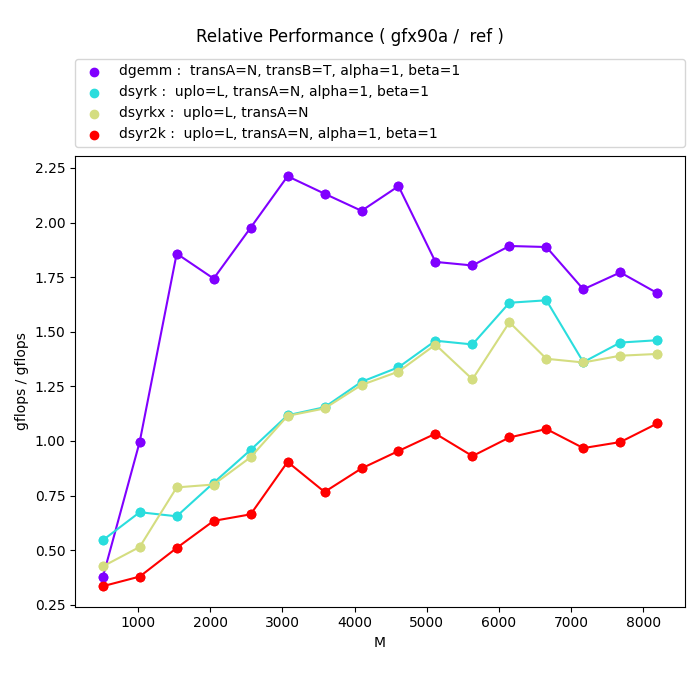 Relative Performance ( gfx90a /  ref )
dgemm :  transA=N, transB=T, alpha=1, beta=1
dsyrk :  uplo=L, transA=N, alpha=1, beta=1
dsyrkx :  uplo=L, transA=N
dsyr2k :  uplo=L, transA=N, alpha=1, beta=1
2.25
2.00
1.75
1.50
1.25
1.00
0.75
0.50
0.25
gflops / gflops
1000 2000 3000 4000 5000 6000 7000 8000
M